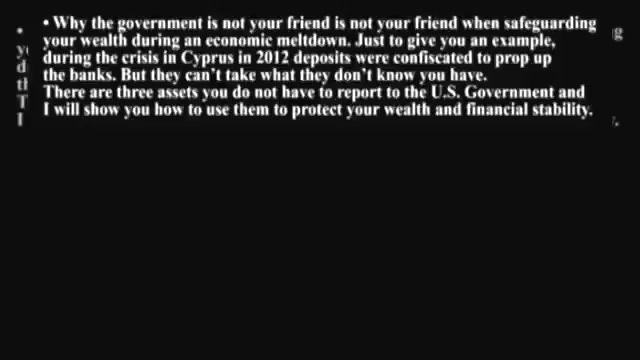 • Why the government is not your friend is not your friend when safeguarding
your wealth during an economic meltdown. Just to give you an example,
during the crisis in Cyprus in 2012 deposits were confiscated to prop up
the banks. But they can’t take what they don’t know you have.
There are three assets you do not have to report to the U.S. Government and
I will show you how to use them to protect your wealth and financial stability.